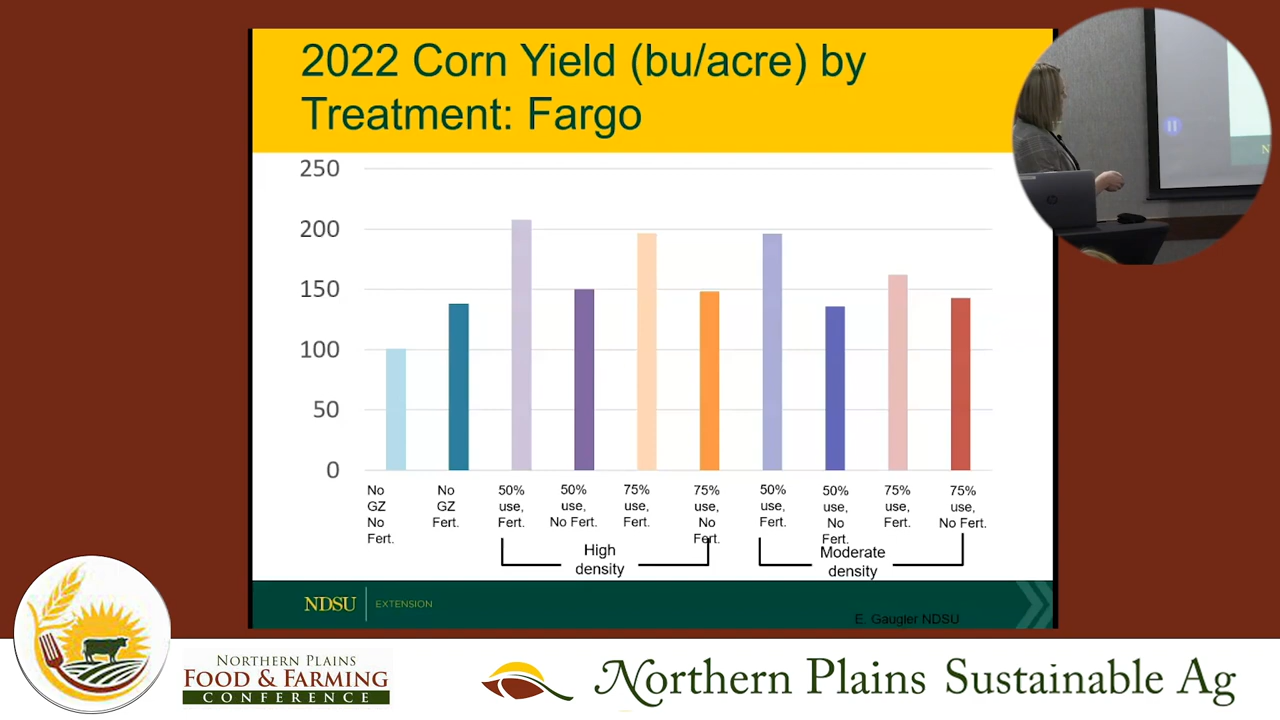 2022 Corn Yield (bu/acre) by
Treatment: Fargo
250
200
150
100
50
0
No
GZ
No
Fert.
No
GZ
Fert.
50%
use,
Fert.
50%
use,
No Fert.
75%
use,
Fert.
75%
use,
No
Fert.
50%
use,
Fert.
50%
use,
No
Fert.
75%
use,
Fert.
75%
use,
No Fert.
High
density
Moderate
density
NDSU EXTENSION
E. Gaugler NDSU
N
NORTHERN PLAINS
FOOD & FARMING
CONFERENCE
Northern Plains Sustainable Ag